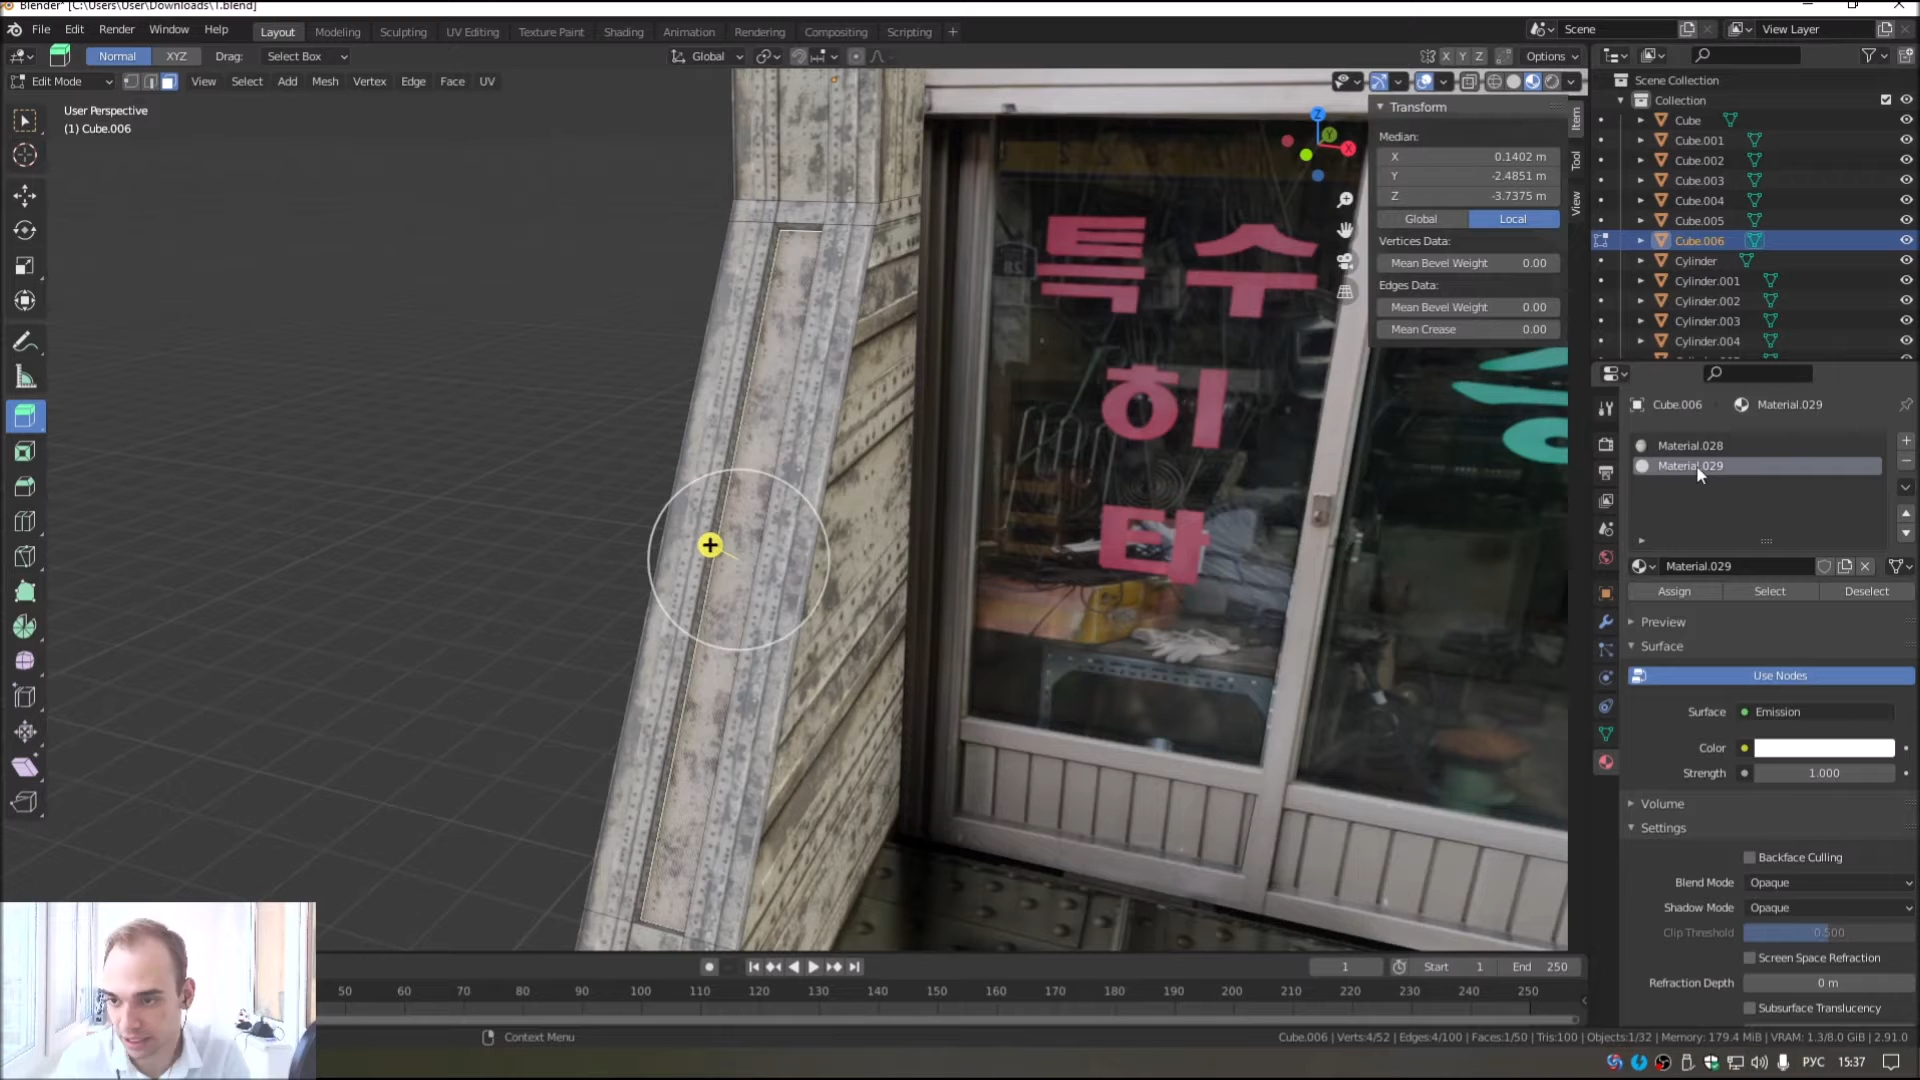 Blender* [C:\Users\User\Downloads\1.blend]
File Edit Render Window Help Layout Modeling Sculpting UV Editing Texture Paint Shading Animation Rendering Compositing Scripting + Scene View Layer
Normal XYZ Drag: Select Box Global X Y Z Options
Edit Mode View Select Add Mesh Vertex Edge Face UV
User Perspective
(1) Cube.006
Transform
Median:
X 0.1402 m
Y -2.4851 m
Z -3.7375 m
Global Local
Vertices Data:
Mean Bevel Weight 0.00
Edges Data:
Mean Bevel Weight 0.00
Mean Crease 0.00
Item
Tool
View
Z
Y
X
특수
히
타
Scene Collection
Collection
Cube
Cube.001
Cube.002
Cube.003
Cube.004
Cube.005
Cube.006
Cylinder
Cylinder.001
Cylinder.002
Cylinder.003
Cylinder.004
Cube.006 Material.029
Material.028
Material.029
Material.029
Assign Select Deselect
Preview
Surface
Use Nodes
Surface Emission
Color
Strength 1.000
Volume
Settings
Backface Culling
Blend Mode Opaque
Shadow Mode Opaque
Clip Threshold 0.500
Screen Space Refraction
Refraction Depth 0 m
Subsurface Translucency
1 Start 1 End 250
50 60 70 80 90 100 110 120 130 140 150 160 170 180 190 200 210 220 230 240 250
Context Menu
Cube.006 | Verts:4/52 | Edges:4/100 | Faces:1/50 | Tris:100 | Objects:1/32 | Memory: 179.4 MiB | VRAM: 1.3/8.0 GiB | 2.91.0
РУС 15:37